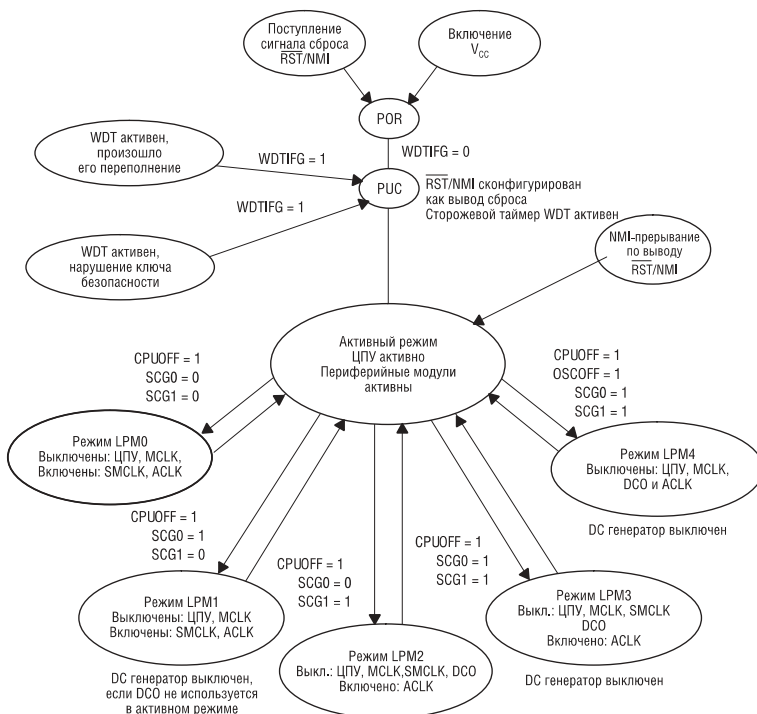 Поступление
сигнала сброса
RST/NMI
Включение
VCC
POR
WDT активен,
произошло
его переполнение
WDTIFG = 1
WDTIFG = 0
PUC
RST/NMI сконфигурирован
как вывод сброса
Сторожевой таймер WDT активен
WDTIFG = 1
WDT активен,
нарушение ключа
безопасности
NMI-прерывание
по выводу
RST/NMI
Активный режим
ЦПУ активно
Периферийные модули
активны
CPUOFF = 1
SCG0 = 0
SCG1 = 0
CPUOFF = 1
OSCOFF = 1
SCG0 = 1
SCG1 = 1
Режим LPM0
Выключены: ЦПУ, MCLK,
Включены: SMCLK, ACLK
Режим LPM4
Выключены: ЦПУ, MCLK,
DCO и ACLK
DC генератор выключен
CPUOFF = 1
SCG0 = 1
SCG1 = 0
CPUOFF = 1
SCG0 = 0
SCG1 = 1
CPUOFF = 1
SCG0 = 1
SCG1 = 1
Режим LPM1
Выключены: ЦПУ, MCLK
Включены: SMCLK, ACLK
DC генератор выключен,
если DCO не используется
в активном режиме
Режим LPM2
Выкл.: ЦПУ, MCLK,SMCLK, DCO
Включено: ACLK
Режим LPM3
Выкл.: ЦПУ, MCLK, SMCLK
DCO
Включено: ACLK
DC генератор выключен